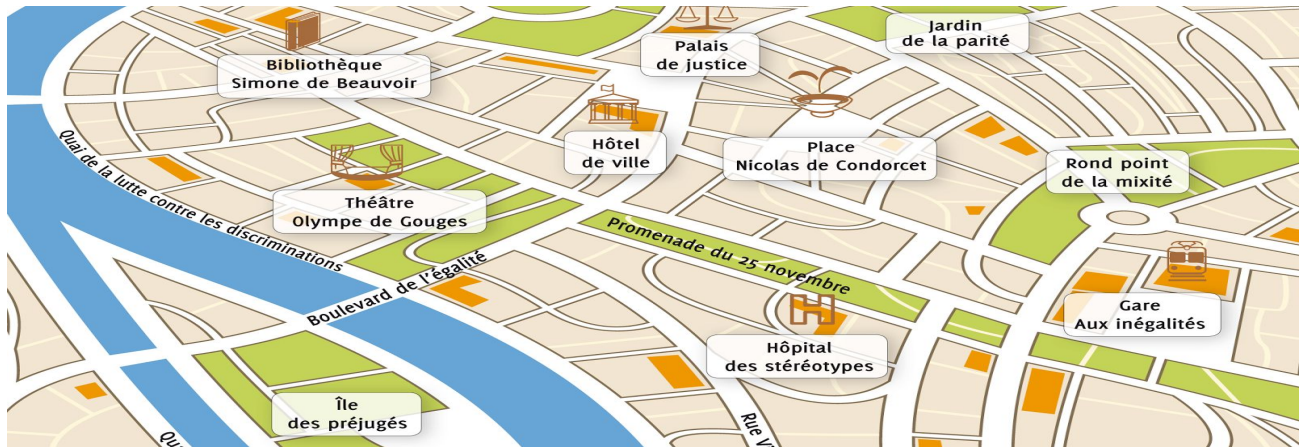 Jardin
de la parité
Palais
de justice
Bibliothèque
Simone de Beauvoir
Hôtel
de ville
Place
Nicolas de Condorcet
Rond point
de la mixité
Quai de la lutte contre les discriminations
Théâtre
Olympe de Gouges
Promenade du 25 novembre
Boulevard de l'égalité
Gare
Aux inégalités
H
Hôpital
des stéréotypes
Île
des préjugés
Rue V
Qu